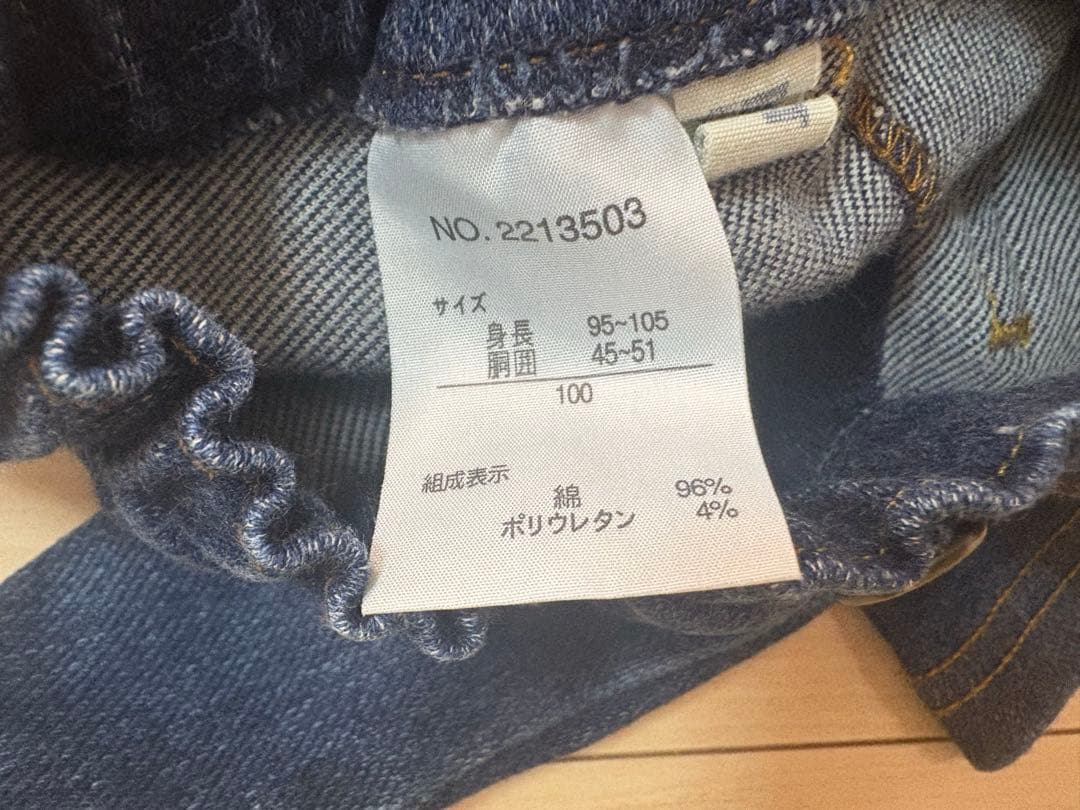 NO. 2213503
サイズ
身長 95~105
胴囲 45~51
100
組成表示
綿 96%
ポリウレタン 4%